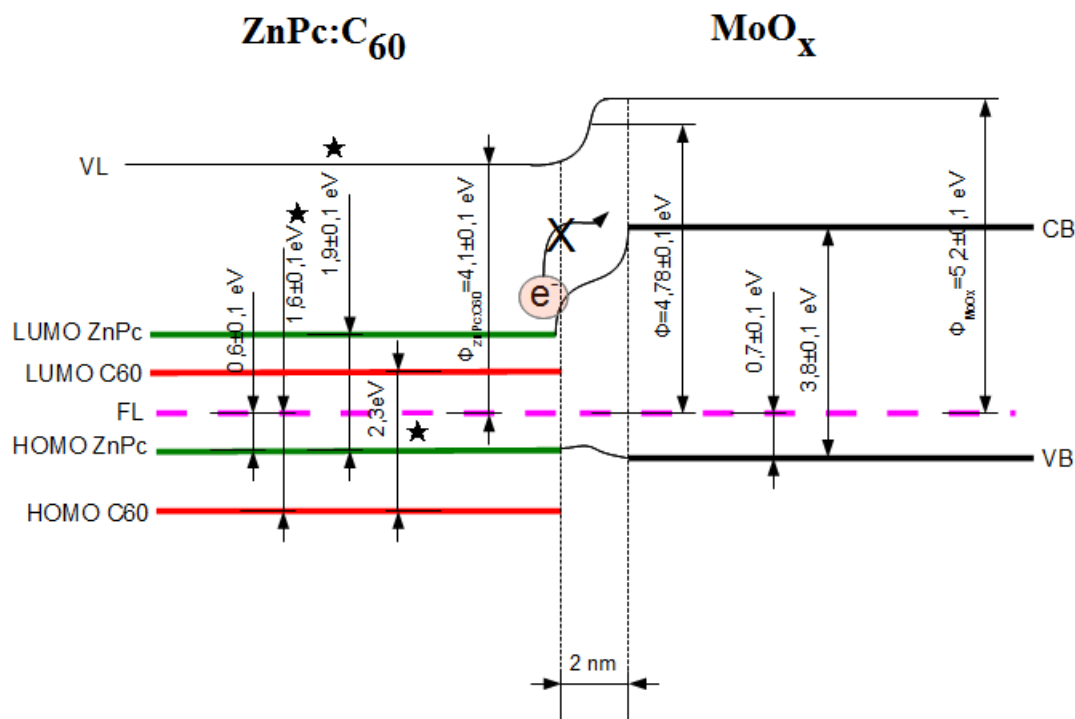 ZnPc:C60
MoOx
VL
0,6±0,1 eV
1,6±0,1 eV
1,9±0,1 eV
2,3eV
ΦZnPc:C60=4,1±0,1 eV
X
e-
Φ=4,78±0,1 eV
0,7±0,1 eV
3,8±0,1 eV
ΦMoOx=5,2±0,1 eV
CB
LUMO ZnPc
LUMO C60
FL
HOMO ZnPc
VB
HOMO C60
2 nm